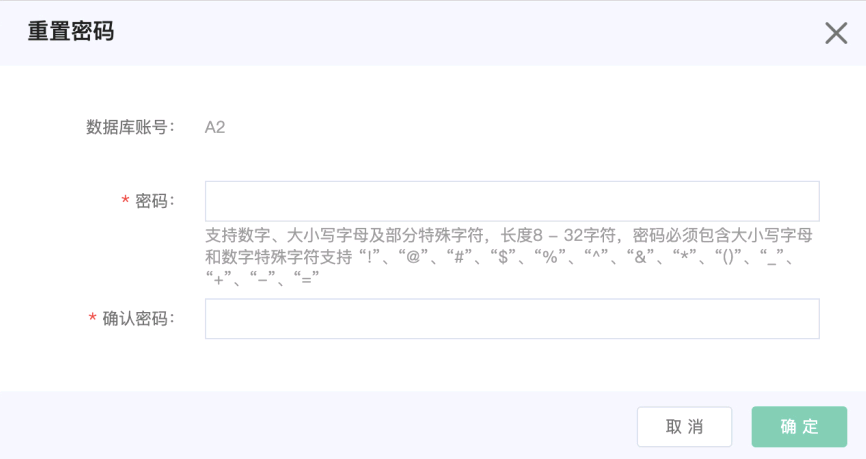 重置密码
数据库账号： A2
* 密码：
支持数字、大小写字母及部分特殊字符，长度8 – 32字符，密码必须包含大小写字母
和数字特殊字符支持 “!”、“@”、“#”、“$”、“%”、“^”、“&”、“*”、“()”、“_”、
“+”、“–”、“=”
* 确认密码：
取 消 确 定